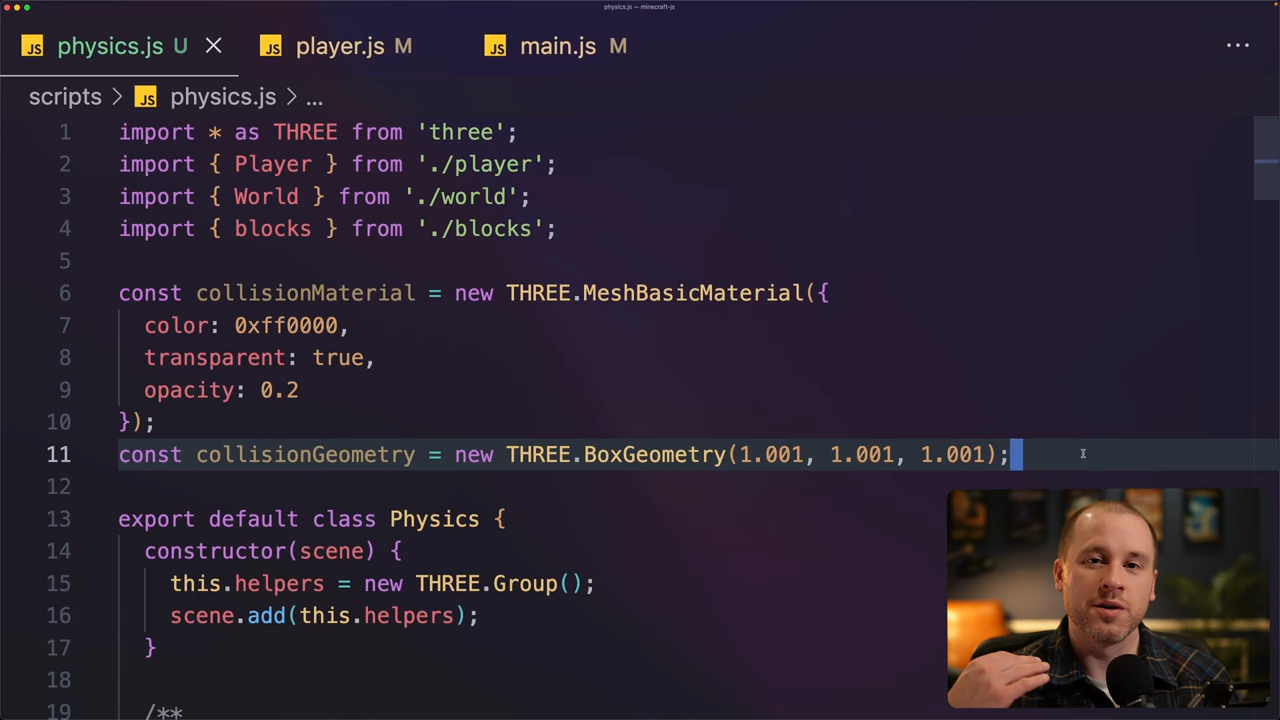 physics.js — minecraft-js
JS physics.js U JS player.js M JS main.js M
scripts > JS physics.js > ...
1 import * as THREE from 'three';
2 import { Player } from './player';
3 import { World } from './world';
4 import { blocks } from './blocks';
5
6 const collisionMaterial = new THREE.MeshBasicMaterial({
7 color: 0xff0000,
8 transparent: true,
9 opacity: 0.2
10 });
11 const collisionGeometry = new THREE.BoxGeometry(1.001, 1.001, 1.001);
12
13 export default class Physics {
14 constructor(scene) {
15 this.helpers = new THREE.Group();
16 scene.add(this.helpers);
17 }
18
19 /**